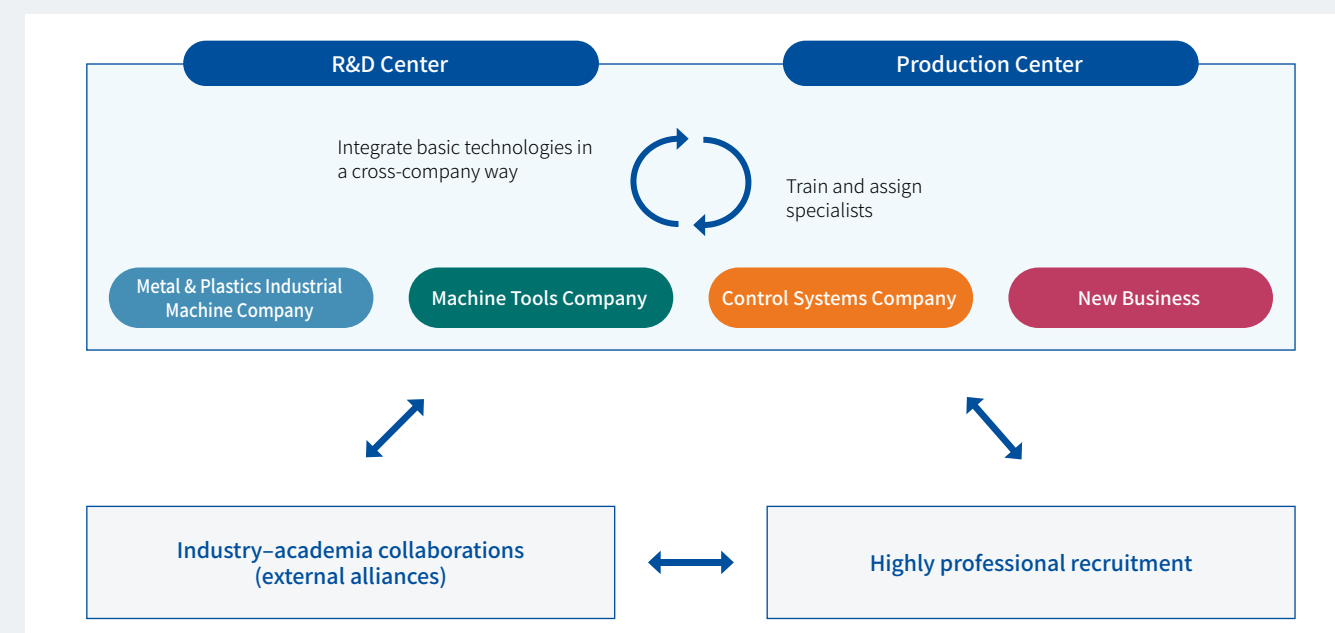 R&D Center
Production Center
Integrate basic technologies in
a cross-company way
Train and assign
specialists
Metal & Plastics Industrial
Machine Company
Machine Tools Company
Control Systems Company
New Business
Industry–academia collaborations
(external alliances)
Highly professional recruitment